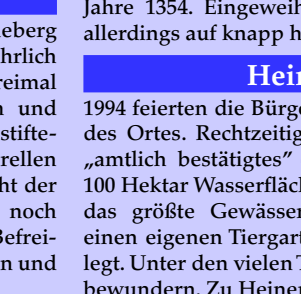 eberg
hrlich
reimal
n und
stifte-
rellen
ht der
noch
Befrei-
n und
Jahre 1354. Eingeweih
allerdings auf knapp h
Hein
1994 feierten die Bürge
des Ortes. Rechtzeitig
„amtlich bestätigtes”
100 Hektar Wasserfläc
das größte Gewässer
einen eigenen Tiergart
legt. Unter den vielen T
bewundern. Zu Heiner